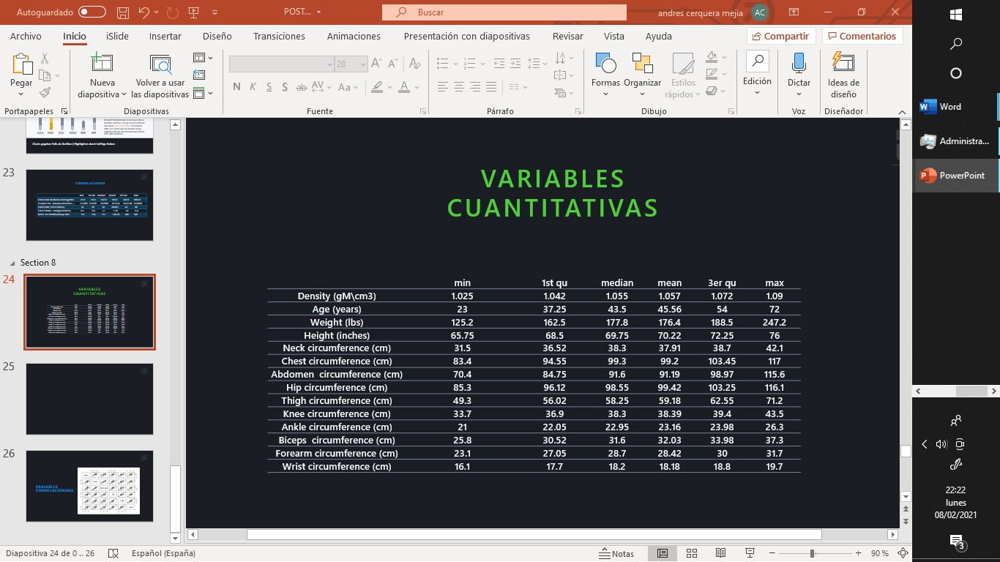 Autoguardado
POST...
Buscar
andres cerquera mejia
AC
Archivo Inicio iSlide Insertar Diseño Transiciones Animaciones Presentación con diapositivas Revisar Vista Ayuda
Compartir
Comentarios
Pegar
Nueva diapositiva
Volver a usar las diapositivas
28
N K S S ab AV Aa A
Formas
Organizar
Estilos rápidos
Edición
Dictar
Ideas de diseño
Portapapeles Diapositivas Fuente Párrafo Dibujo Voz Diseñador
AAA BBB CCC DDD EEE FFF
23
CORRELACIONES
Section 8
24
VARIABLES
CUANTITATIVAS
25
26
VARIABLES
CORRELACIONDAS
VARIABLES
CUANTITATIVAS
min 1st qu median mean 3er qu max
Density (gM\cm3) 1.025 1.042 1.055 1.057 1.072 1.09
Age (years) 23 37.25 43.5 45.56 54 72
Weight (lbs) 125.2 162.5 177.8 176.4 188.5 247.2
Height (inches) 65.75 68.5 69.75 70.22 72.25 76
Neck circumference (cm) 31.5 36.52 38.3 37.91 38.7 42.1
Chest circumference (cm) 83.4 94.55 99.3 99.2 103.45 117
Abdomen circumference (cm) 70.4 84.75 91.6 91.19 98.97 115.6
Hip circumference (cm) 85.3 96.12 98.55 99.42 103.25 116.1
Thigh circumference (cm) 49.3 56.02 58.25 59.18 62.55 71.2
Knee circumference (cm) 33.7 36.9 38.3 38.39 39.4 43.5
Ankle circumference (cm) 21 22.05 22.95 23.16 23.98 26.3
Biceps circumference (cm) 25.8 30.52 31.6 32.03 33.98 37.3
Forearm circumference (cm) 23.1 27.05 28.7 28.42 30 31.7
Wrist circumference (cm) 16.1 17.7 18.2 18.18 18.8 19.7
Diapositiva 24 de 0 .. 26
Español (España)
Notas
90 %
Word
Administra...
PowerPoint
22:22
lunes
08/02/2021
3